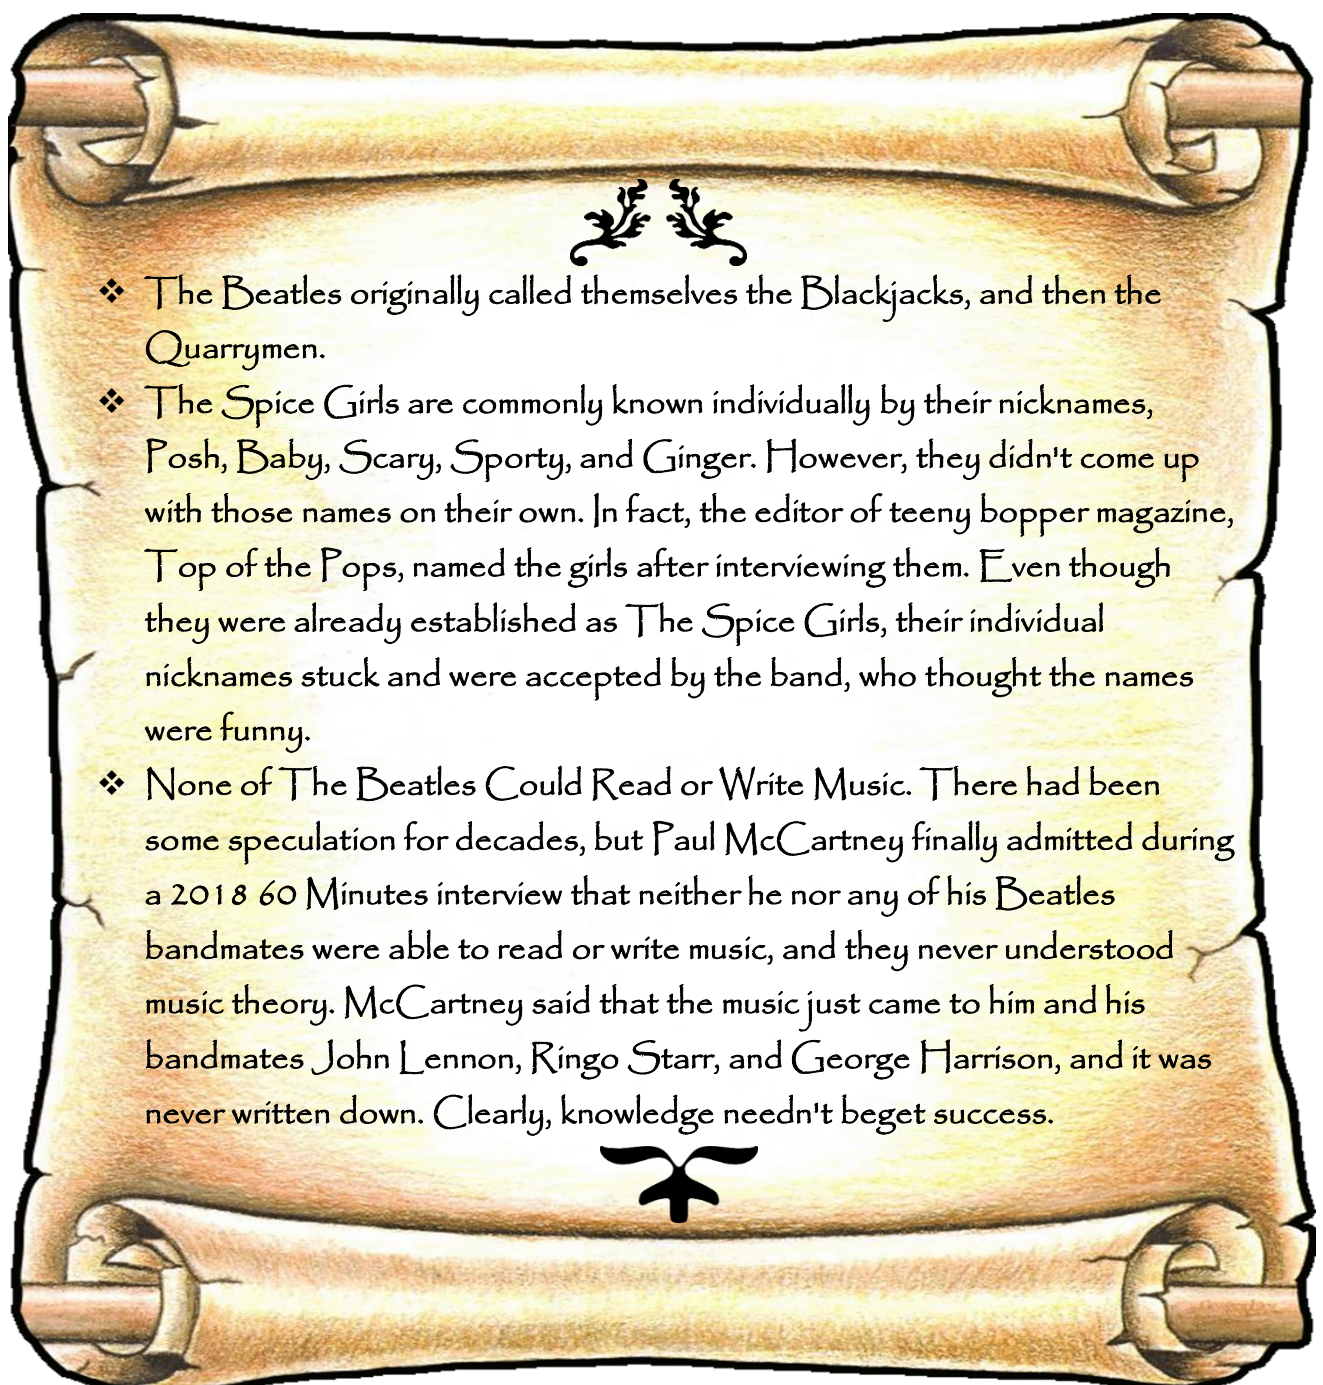 ❖ The Beatles originally called themselves the Blackjacks, and then the
Quarrymen.
❖ The Spice Girls are commonly known individually by their nicknames,
Posh, Baby, Scary, Sporty, and Ginger. However, they didn't come up
with those names on their own. In fact, the editor of teeny bopper magazine,
Top of the Pops, named the girls after interviewing them. Even though
they were already established as The Spice Girls, their individual
nicknames stuck and were accepted by the band, who thought the names
were funny.
❖ None of The Beatles Could Read or Write Music. There had been
some speculation for decades, but Paul McCartney finally admitted during
a 2018 60 Minutes interview that neither he nor any of his Beatles
bandmates were able to read or write music, and they never understood
music theory. McCartney said that the music just came to him and his
bandmates John Lennon, Ringo Starr, and George Harrison, and it was
never written down. Clearly, knowledge needn't beget success.